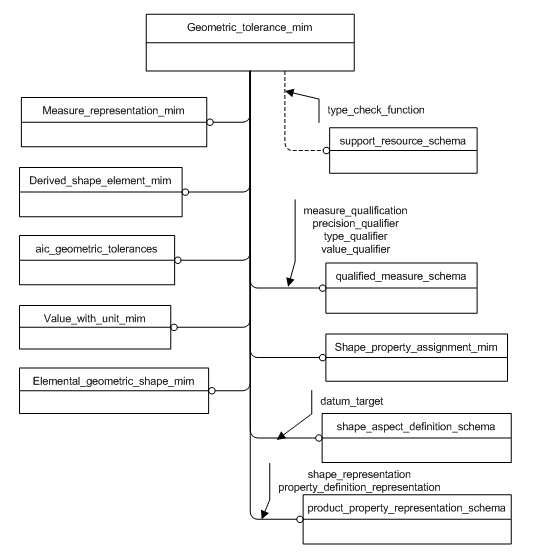 Geometric_tolerance_mim
Measure_representation_mim
type_check_function
support_resource_schema
Derived_shape_element_mim
measure_qualification
precision_qualifier
type_qualifier
value_qualifier
aic_geometric_tolerances
qualified_measure_schema
Value_with_unit_mim
Shape_property_assignment_mim
Elemental_geometric_shape_mim
datum_target
shape_aspect_definition_schema
shape_representation
property_definition_representation
product_property_representation_schema